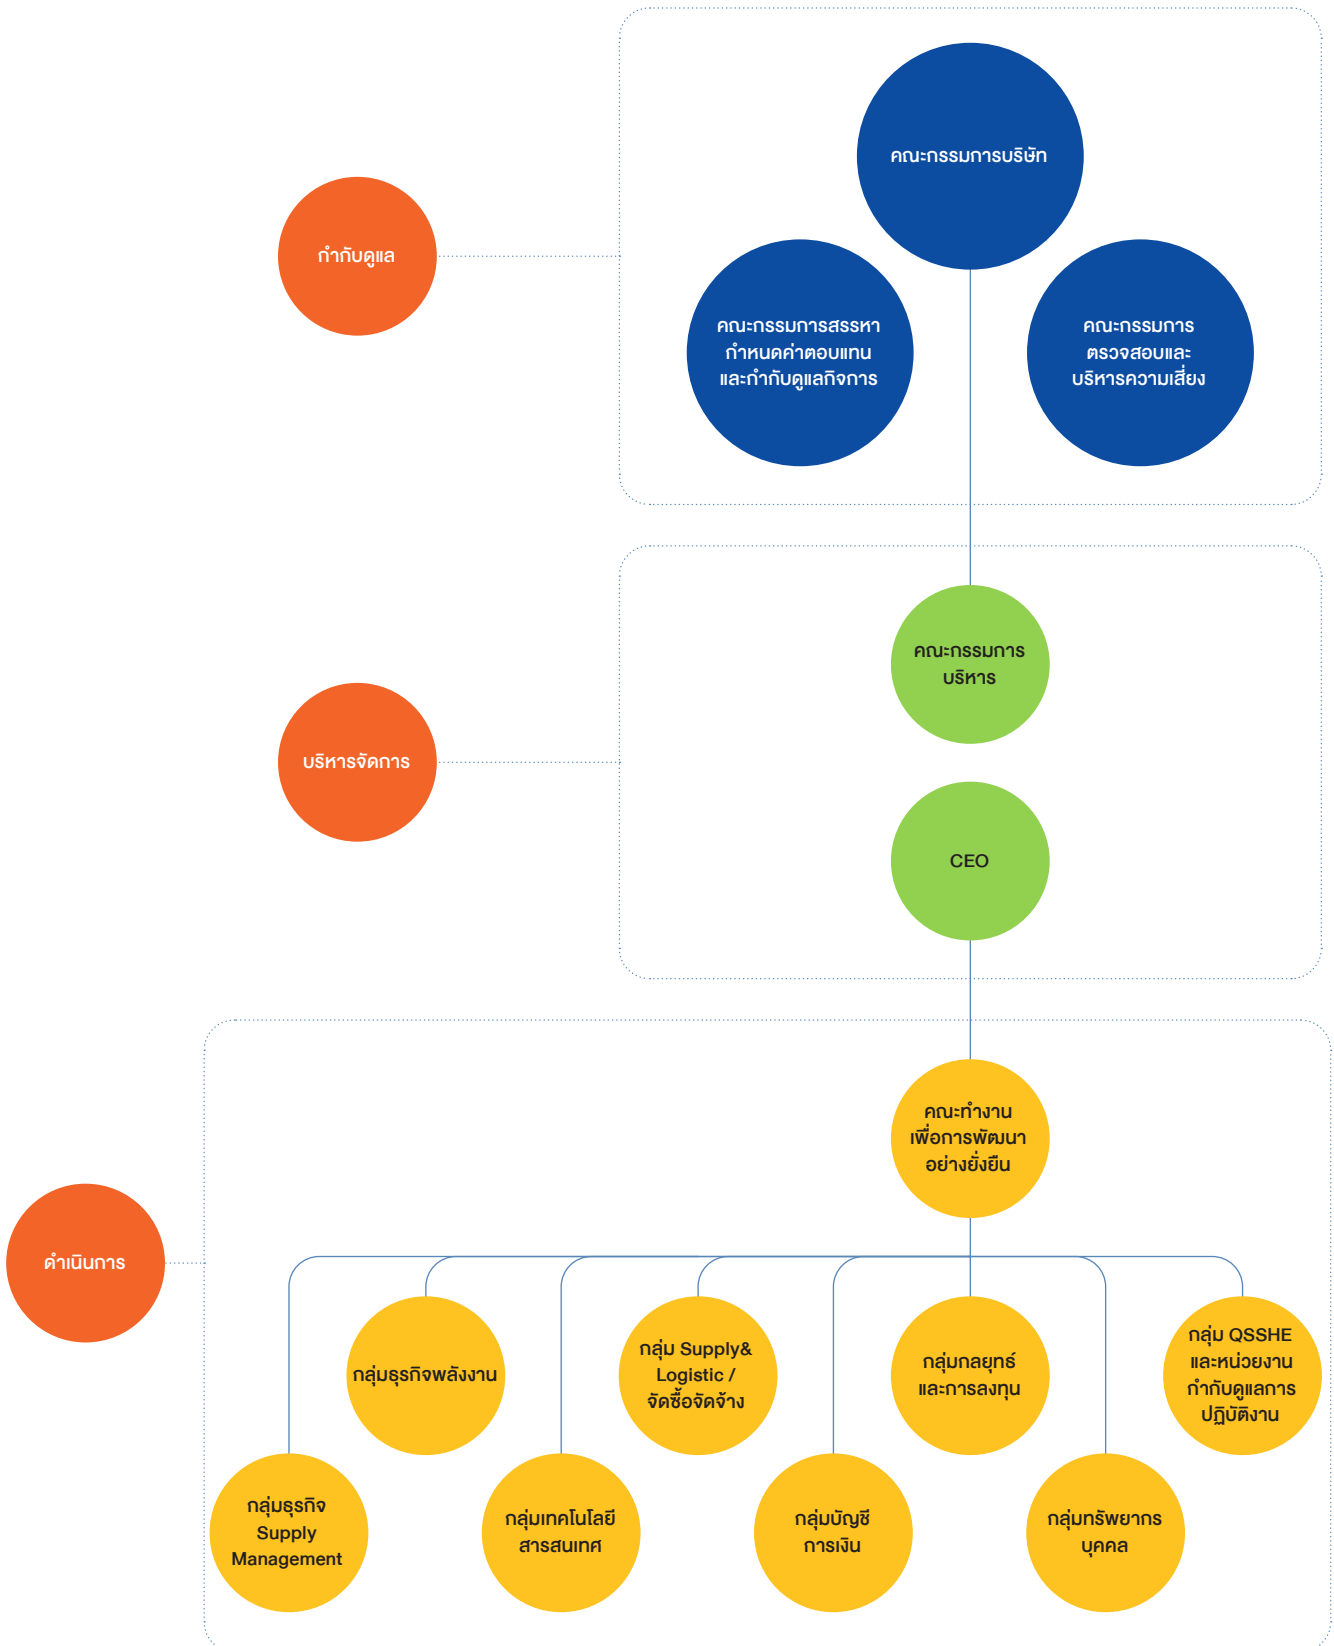 คณะกรรมการบริษัท
กำกับดูแล
คณะกรรมการสรรหา
กำหนดค่าตอบแทน
และกำกับดูแลกิจการ
คณะกรรมการ
ตรวจสอบและ
บริหารความเสี่ยง
คณะกรรมการ
บริหาร
บริหารจัดการ
CEO
คณะทำงาน
เพื่อการพัฒนา
อย่างยั่งยืน
ดำเนินการ
กลุ่มธุรกิจพลังงาน
กลุ่ม Supply&
Logistic /
จัดซื้อจัดจ้าง
กลุ่มกลยุทธ์
และการลงทุน
กลุ่ม QSSHE
และหน่วยงาน
กำกับดูแลการ
ปฏิบัติงาน
กลุ่มธุรกิจ
Supply
Management
กลุ่มเทคโนโลยี
สารสนเทศ
กลุ่มบัญชี
การเงิน
กลุ่มทรัพยากร
บุคคล